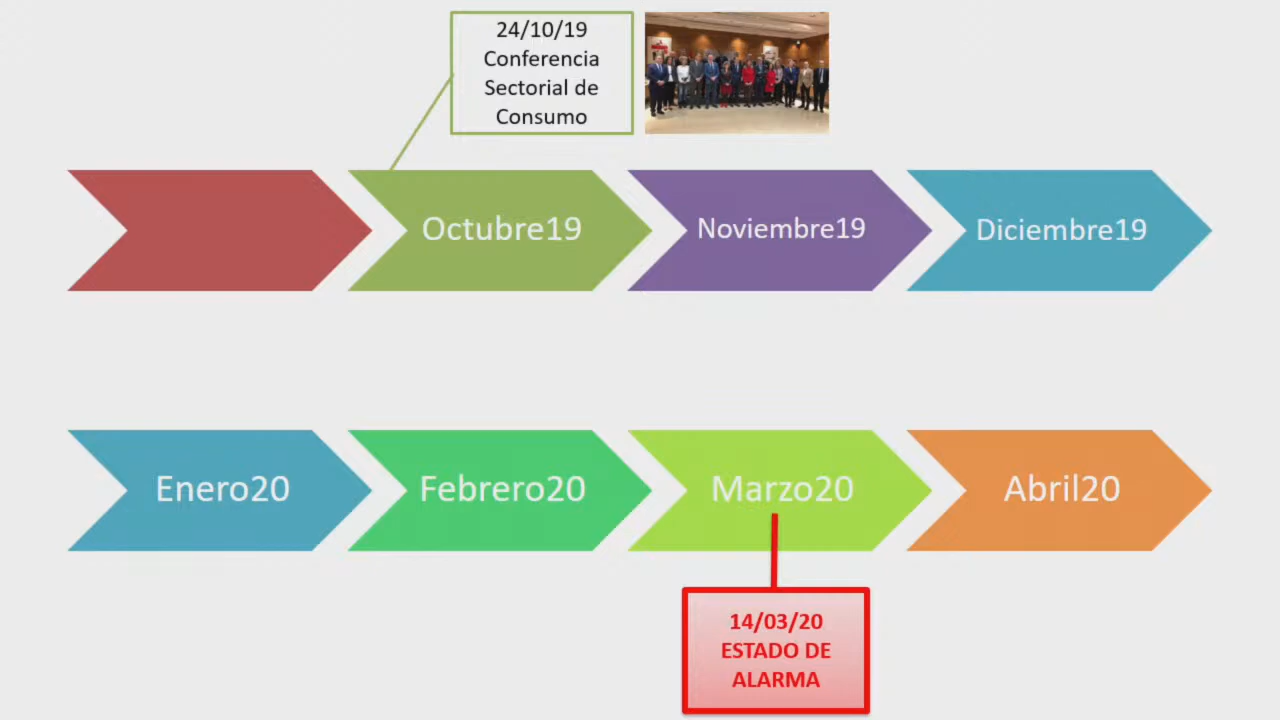 24/10/19
Conferencia
Sectorial de
Consumo
Octubre19
Noviembre19
Diciembre19
Enero20
Febrero20
Marzo20
Abril20
14/03/20
ESTADO DE
ALARMA